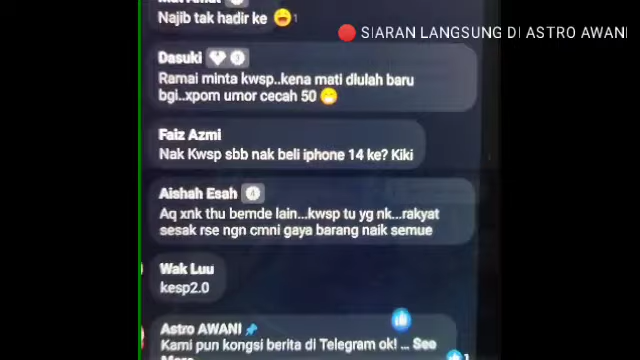 Najib tak hadir ke 😄 1
SIARAN LANGSUNG DI ASTRO AWANI
Dasuki
Ramai minta kwsp..kena mati dlulah baru
bgi..xpom umor cecah 50 😁
Faiz Azmi
Nak Kwsp sbb nak beli iphone 14 ke? Kiki
Aishah Esah
Aq xnk thu bemde lain...kwsp tu yg nk...rakyat
sesak rse ngn cmni gaya barang naik semue
Wak Luu
kesp2.0
Astro AWANI 📌
Kami pun kongsi berita di Telegram ok! ... See
1